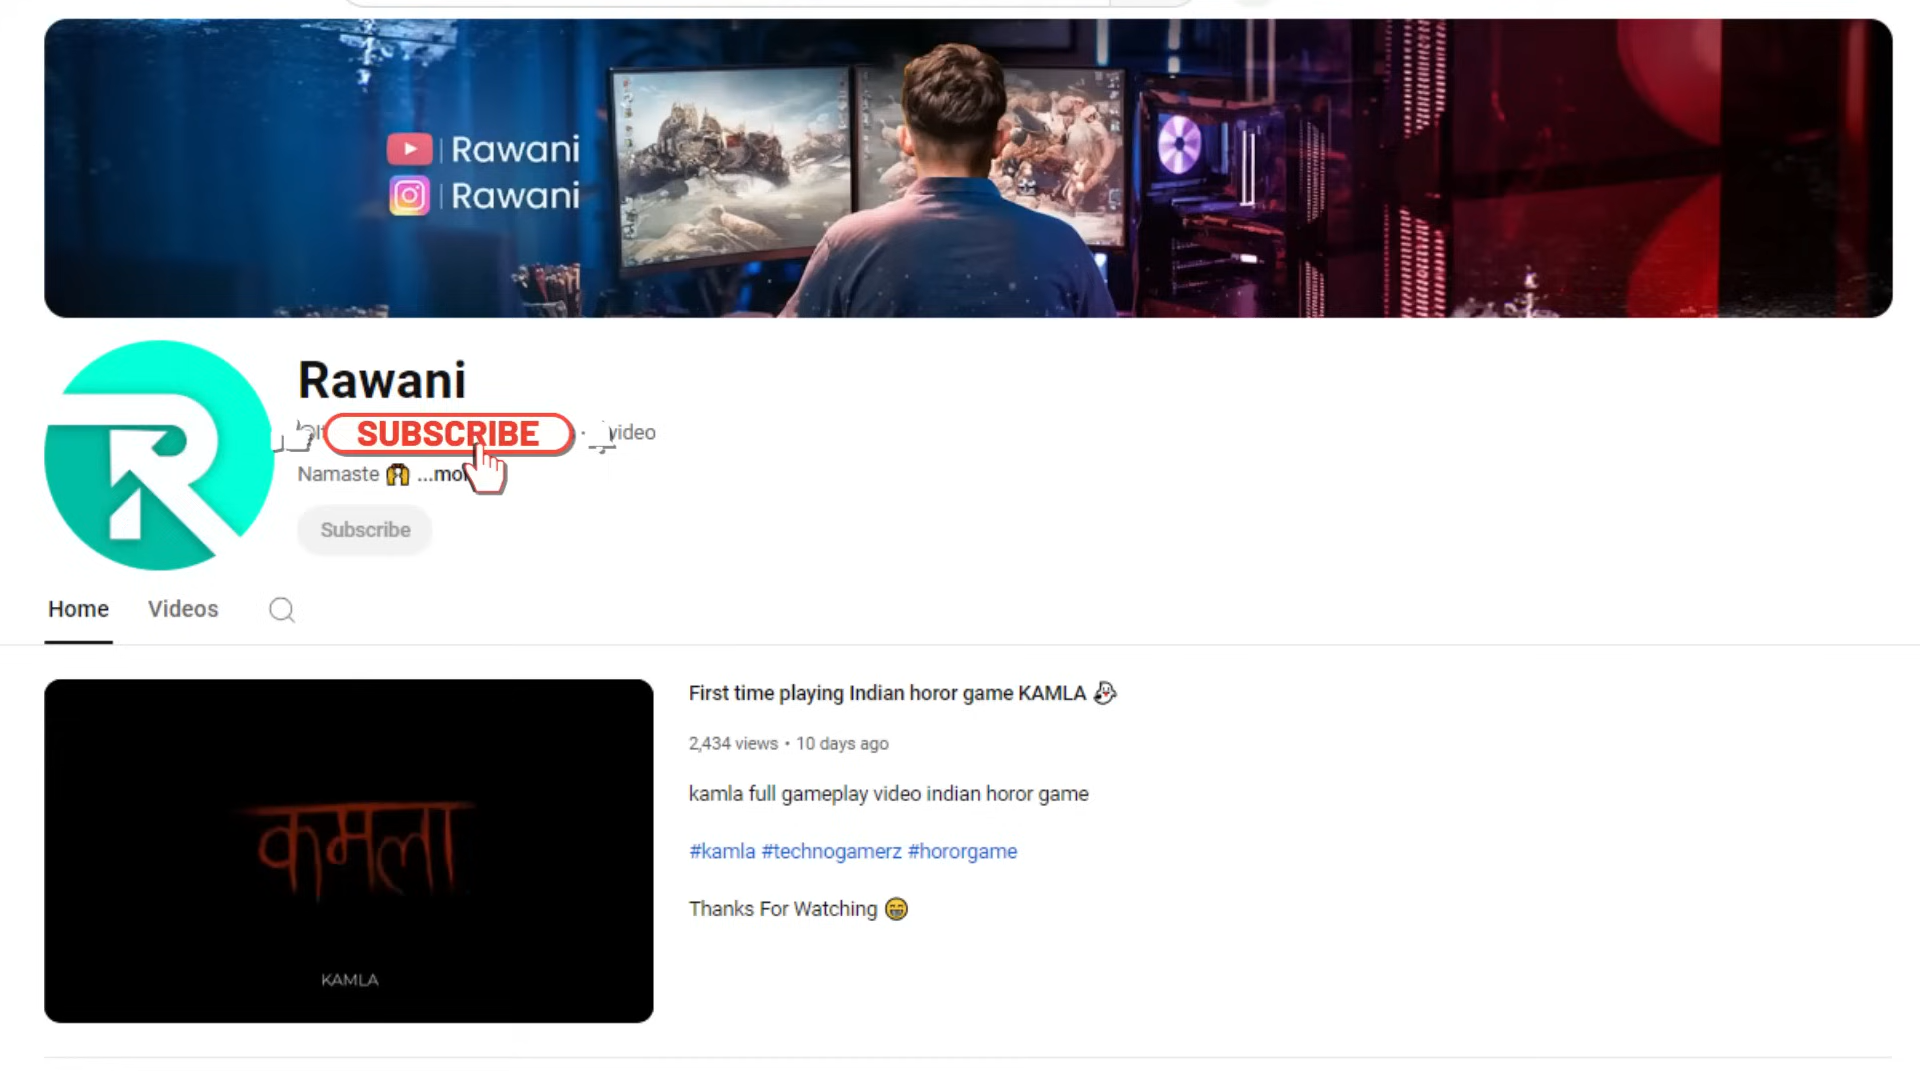 Rawani
Rawani
Rawani
SUBSCRIBE
video
Namaste 🙌 ...mo
Subscribe
Home Videos
First time playing Indian horor game KAMLA 👻
2,434 views • 10 days ago
kamla full gameplay video indian horor game
#kamla #technogamerz #hororgame
Thanks For Watching 😁
कमला
KAMLA